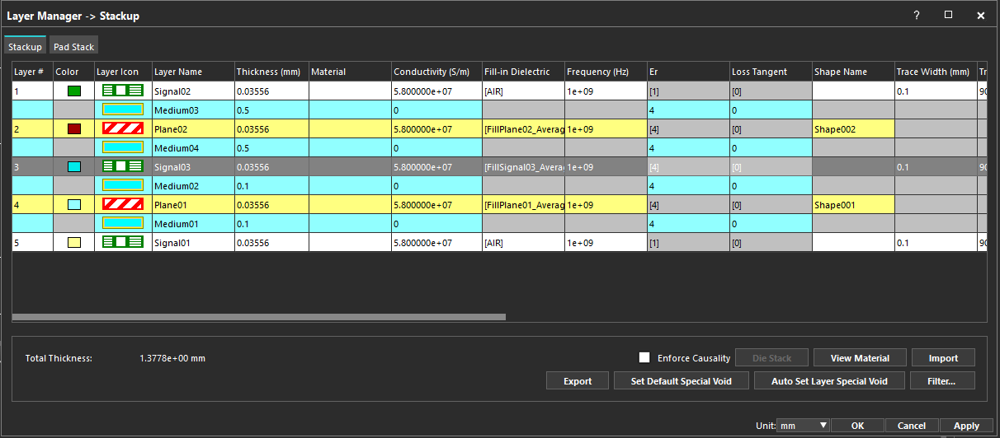 Layer Manager -> Stackup ?
Stackup Pad Stack
Layer # Color Layer Icon Layer Name Thickness (mm) Material Conductivity (S/m) Fill-in Dielectric Frequency (Hz) Er Loss Tangent Shape Name Trace Width (mm) Tr
1 Signal02 0.03556 5.800000e+07 [AIR] 1e+09 [1] [0] 0.1 90
Medium03 0.5 0 4 0
2 Plane02 0.03556 5.800000e+07 [FillPlane02_Averag 1e+09 [4] [0] Shape002
Medium04 0.5 0 4 0
3 Signal03 0.03556 5.800000e+07 [FillSignal03_Avera 1e+09 [4] [0] 0.1 90
Medium02 0.1 0 4 0
4 Plane01 0.03556 5.800000e+07 [FillPlane01_Averag 1e+09 [4] [0] Shape001
Medium01 0.1 0 4 0
5 Signal01 0.03556 5.800000e+07 [AIR] 1e+09 [1] [0] 0.1 90
Total Thickness: 1.3778e+00 mm Enforce Causality Die Stack View Material Import
Export Set Default Special Void Auto Set Layer Special Void Filter...
Unit: mm OK Cancel Apply